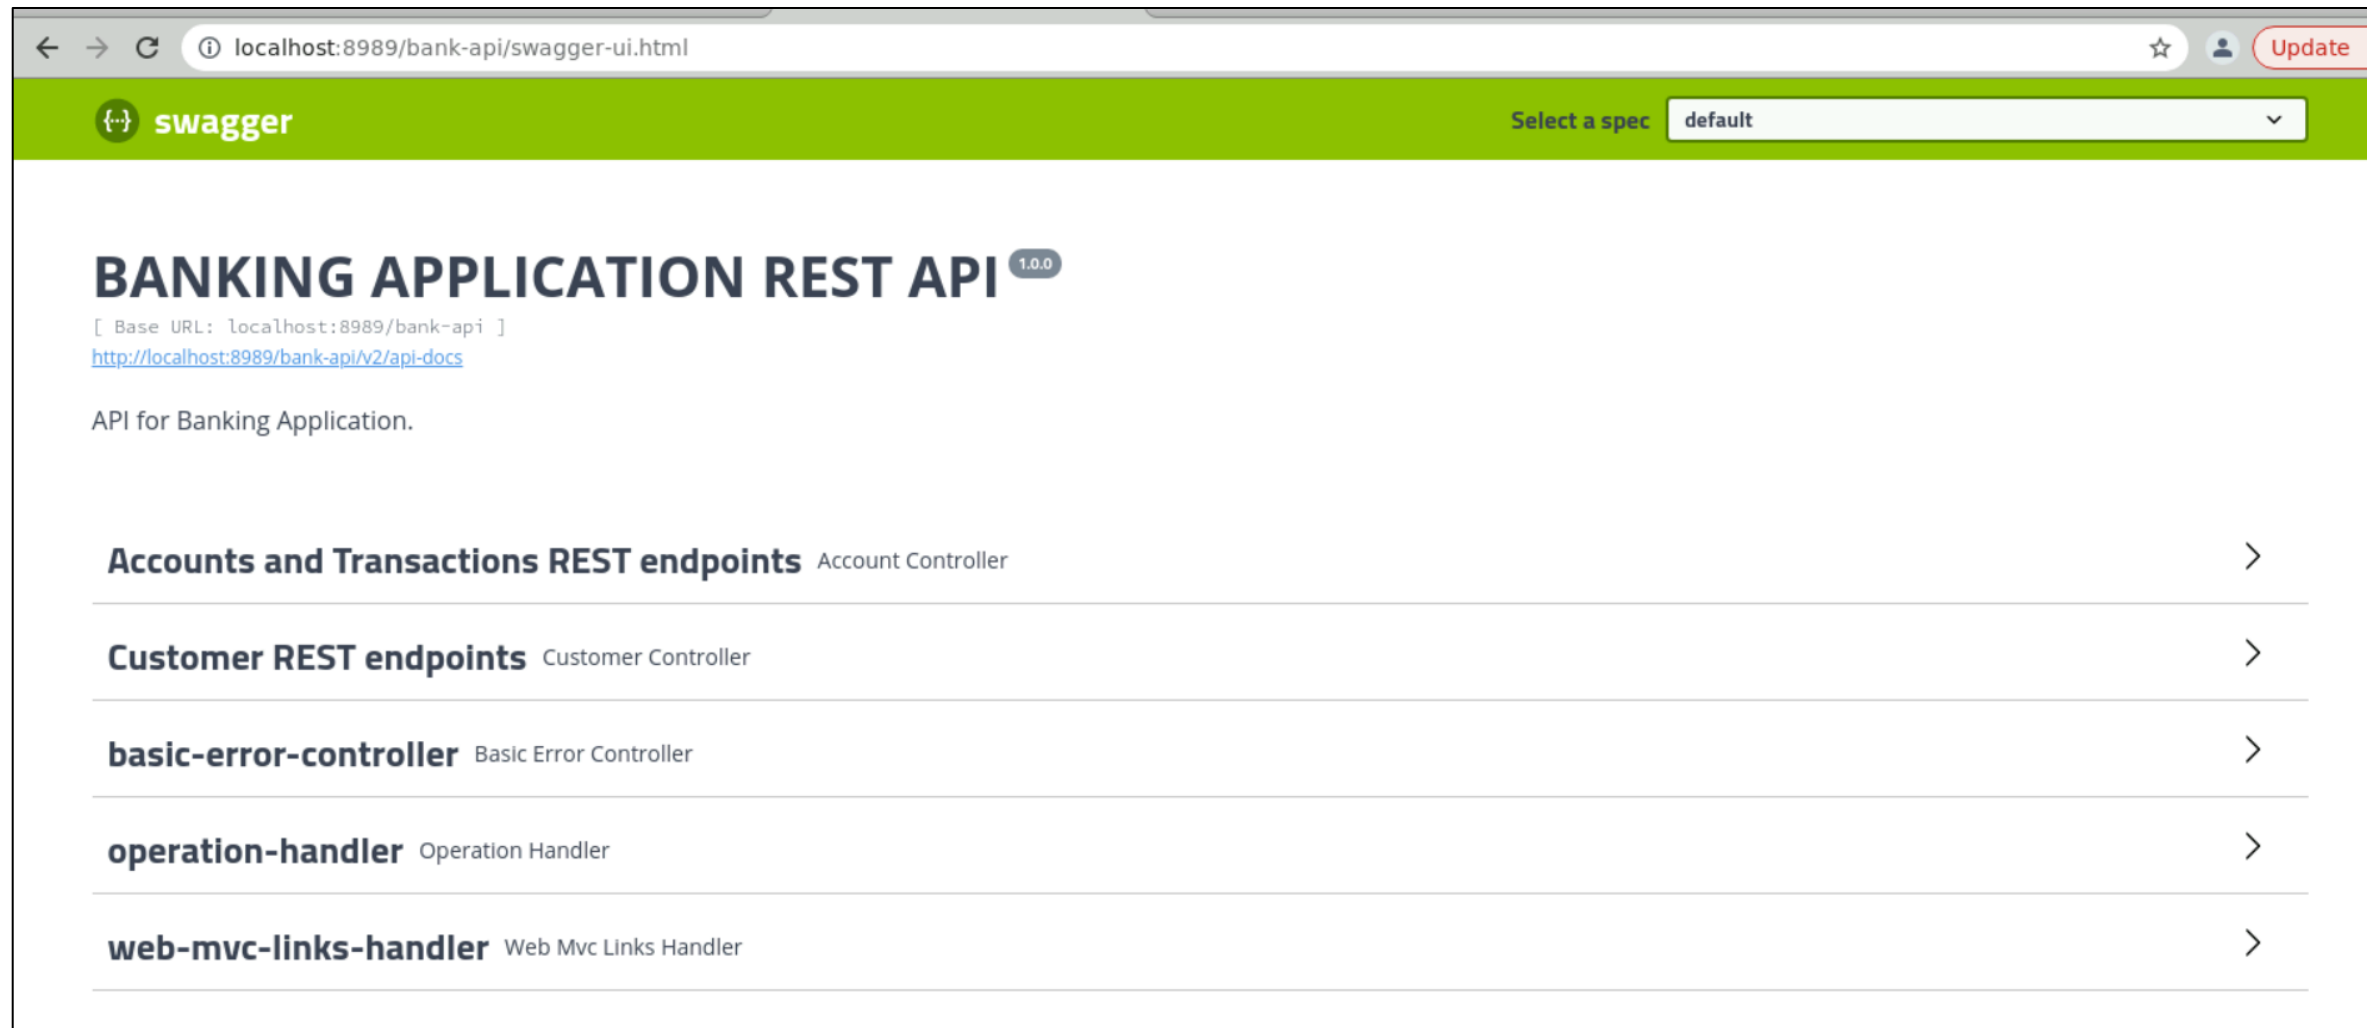 localhost:8989/bank-api/swagger-ui.html
Update
{...} swagger
Select a spec
default
BANKING APPLICATION REST API 1.0.0
[ Base URL: localhost:8989/bank-api ]
http://localhost:8989/bank-api/v2/api-docs
API for Banking Application.
Accounts and Transactions REST endpoints Account Controller
Customer REST endpoints Customer Controller
basic-error-controller Basic Error Controller
operation-handler Operation Handler
web-mvc-links-handler Web Mvc Links Handler